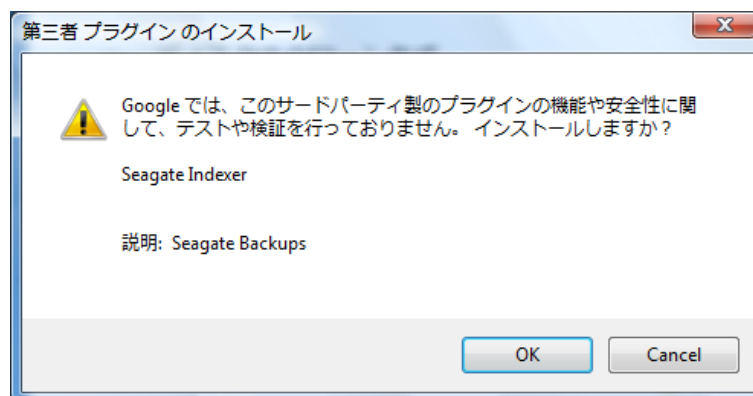 第三者 プラグイン のインストール
Google では、このサードパーティ製のプラグインの機能や安全性に関
して、テストや検証を行っておりません。 インストールしますか？
Seagate Indexer
説明: Seagate Backups
OK
Cancel